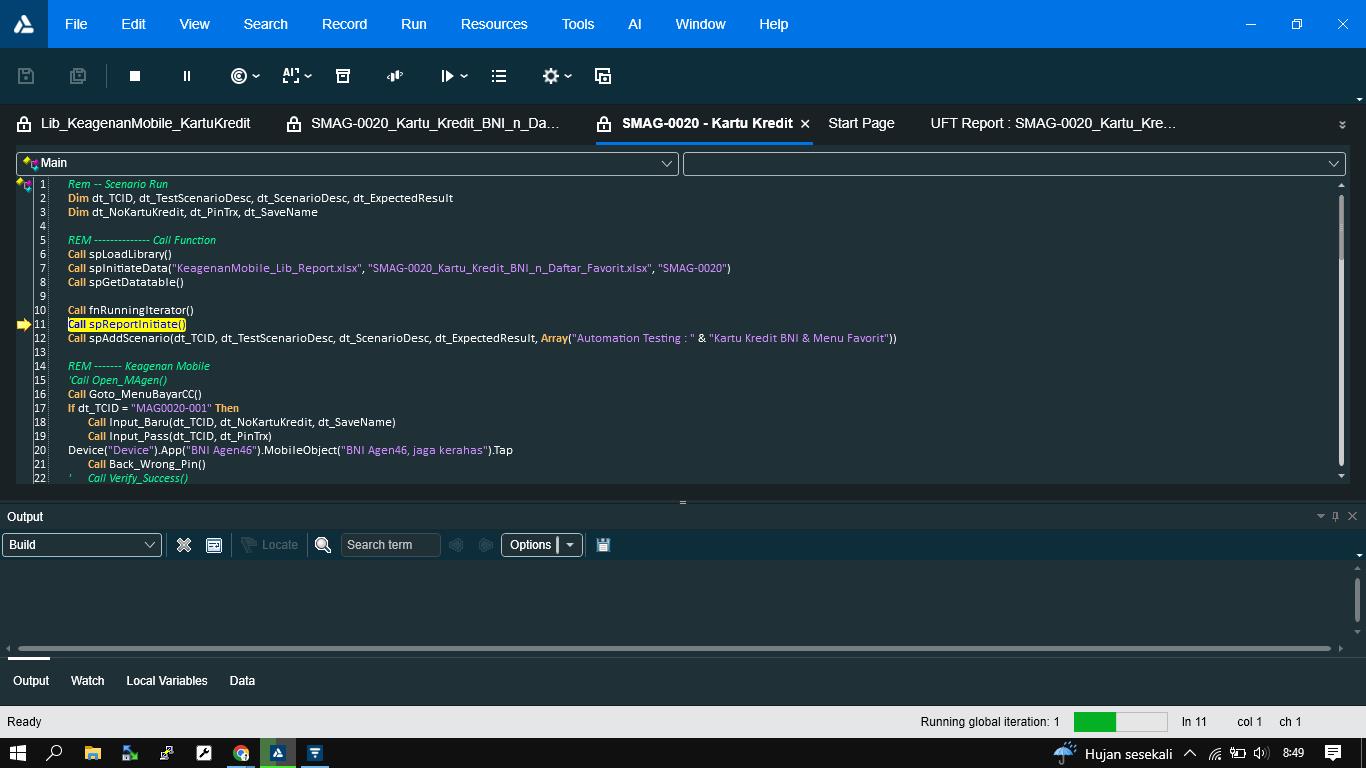 File Edit View Search Record Run Resources Tools AI Window Help
Lib_KeagenanMobile_KartuKredit SMAG-0020_Kartu_Kredit_BNI_n_Da... SMAG-0020 - Kartu Kredit Start Page UFT Report : SMAG-0020_Kartu_Kre...
Main
1 Rem -- Scenario Run
2 Dim dt_TCID, dt_TestScenarioDesc, dt_ScenarioDesc, dt_ExpectedResult
3 Dim dt_NoKartuKredit, dt_PinTrx, dt_SaveName
4
5 REM -------------- Call Function
6 Call spLoadLibrary()
7 Call spInitiateData("KeagenanMobile_Lib_Report.xlsx", "SMAG-0020_Kartu_Kredit_BNI_n_Daftar_Favorit.xlsx", "SMAG-0020")
8 Call spGetDatatable()
9
10 Call fnRunningIterator()
11 Call spReportInitiate()
12 Call spAddScenario(dt_TCID, dt_TestScenarioDesc, dt_ScenarioDesc, dt_ExpectedResult, Array("Automation Testing : " & "Kartu Kredit BNI & Menu Favorit"))
13
14 REM ------- Keagenan Mobile
15 'Call Open_MAgen()
16 Call Goto_MenuBayarCC()
17 If dt_TCID = "MAG0020-001" Then
18 Call Input_Baru(dt_TCID, dt_NoKartuKredit, dt_SaveName)
19 Call Input_Pass(dt_TCID, dt_PinTrx)
20 Device("Device").App("BNI Agen46").MobileObject("BNI Agen46, jaga kerahas").Tap
21 Call Back_Wrong_Pin()
22 ' Call Verify_Success()
Output
Build Locate Search term Options
Output Watch Local Variables Data
Ready Running global iteration: 1 ln 11 col 1 ch 1
Hujan sesekali 8:49